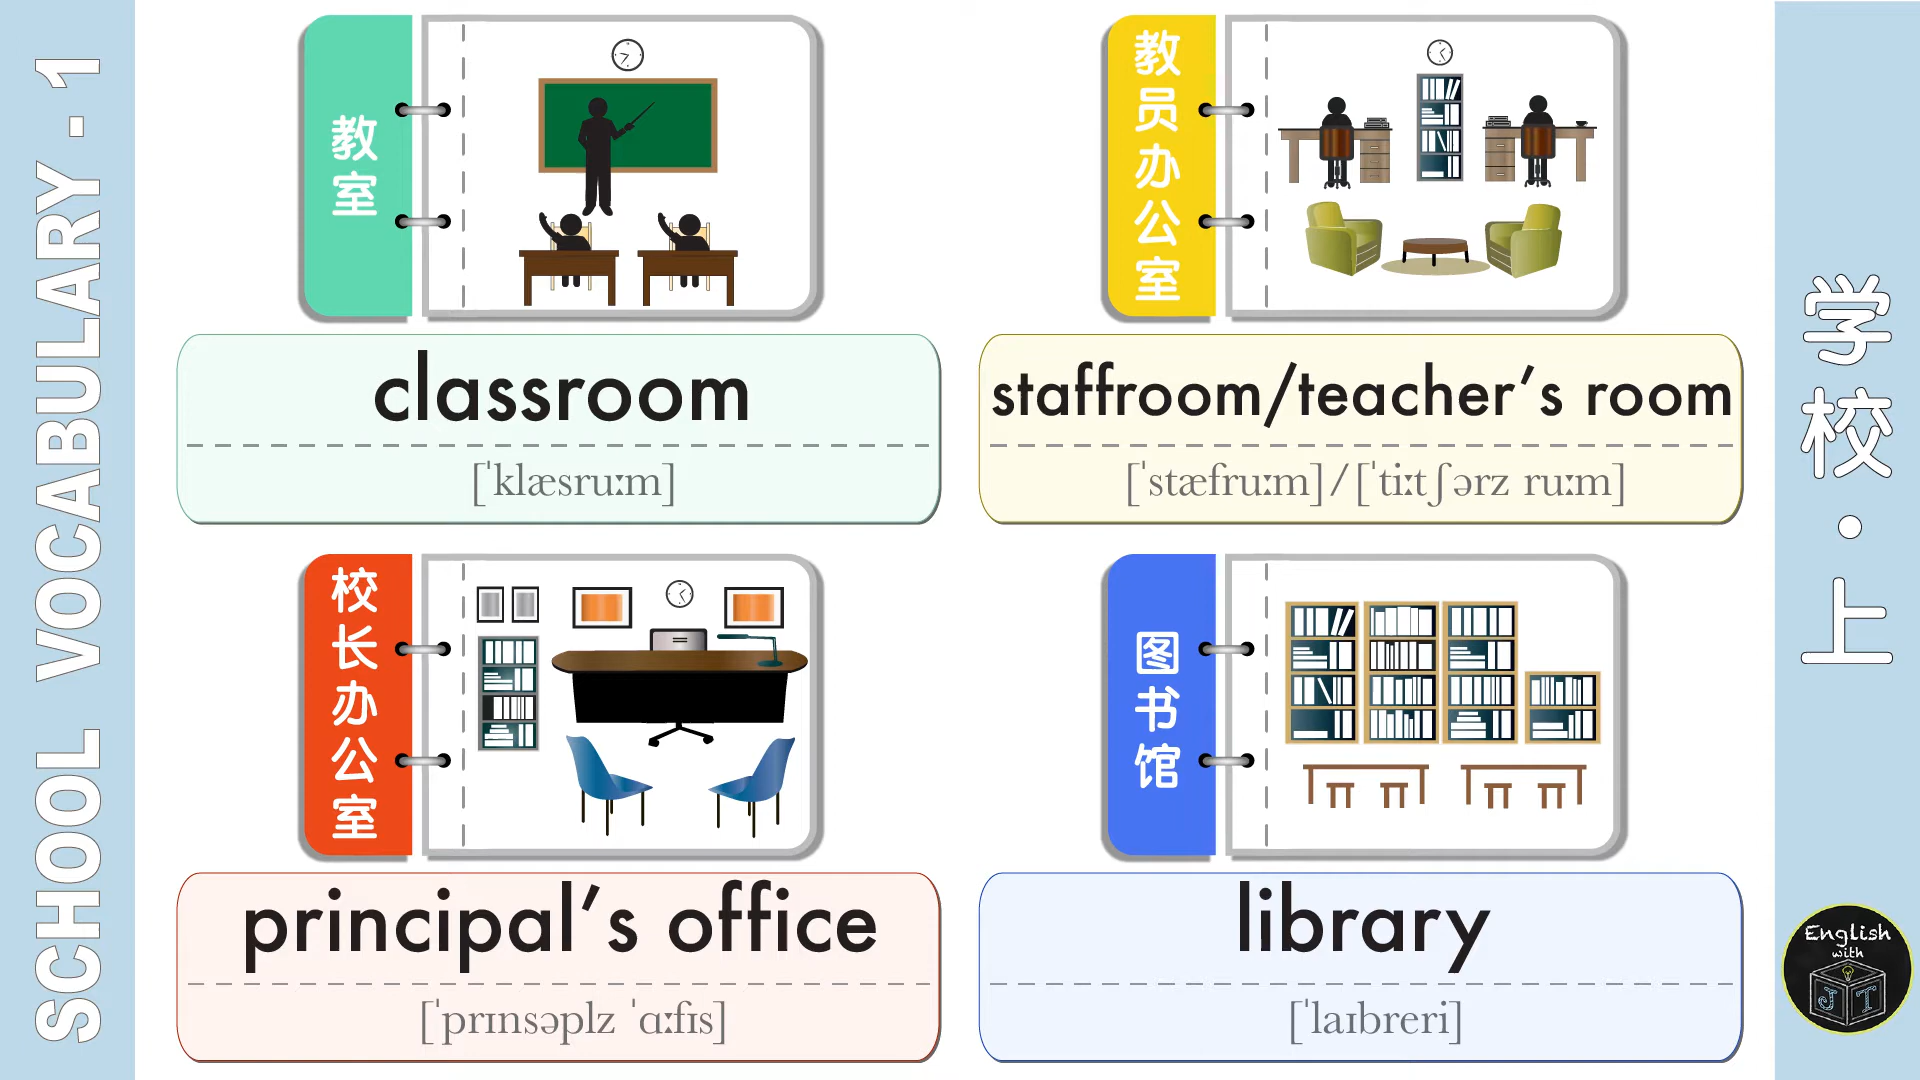 SCHOOL VOCABULARY - 1
教室
classroom
[ˈklæsruːm]
教员办公室
staffroom/teacher’s room
[ˈstæfruːm]/[ˈtiːtʃərz ruːm]
校长办公室
principal’s office
[ˈprɪnsəplz ˈɑːfɪs]
图书馆
library
[ˈlaɪbreri]
学校·上
English
with
J T